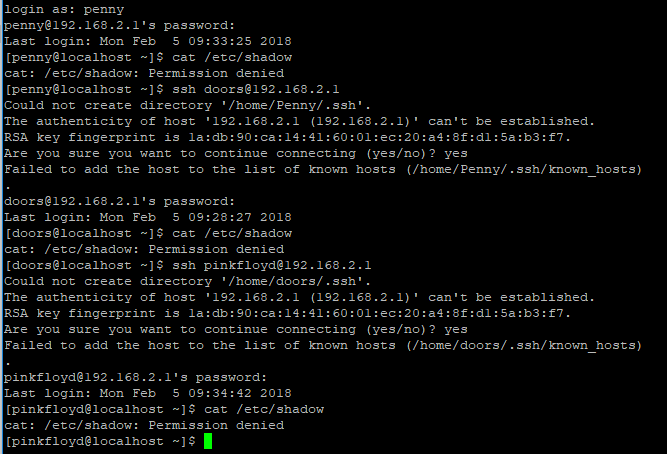 login as: penny
penny@192.168.2.1's password:
Last login: Mon Feb  5 09:33:25 2018
[penny@localhost ~]$ cat /etc/shadow
cat: /etc/shadow: Permission denied
[penny@localhost ~]$ ssh doors@192.168.2.1
Could not create directory '/home/Penny/.ssh'.
The authenticity of host '192.168.2.1 (192.168.2.1)' can't be established.
RSA key fingerprint is 1a:db:90:ca:14:41:60:01:ec:20:a4:8f:d1:5a:b3:f7.
Are you sure you want to continue connecting (yes/no)? yes
Failed to add the host to the list of known hosts (/home/Penny/.ssh/known_hosts)
.
doors@192.168.2.1's password:
Last login: Mon Feb  5 09:28:27 2018
[doors@localhost ~]$ cat /etc/shadow
cat: /etc/shadow: Permission denied
[doors@localhost ~]$ ssh pinkfloyd@192.168.2.1
Could not create directory '/home/doors/.ssh'.
The authenticity of host '192.168.2.1 (192.168.2.1)' can't be established.
RSA key fingerprint is 1a:db:90:ca:14:41:60:01:ec:20:a4:8f:d1:5a:b3:f7.
Are you sure you want to continue connecting (yes/no)? yes
Failed to add the host to the list of known hosts (/home/doors/.ssh/known_hosts)
.
pinkfloyd@192.168.2.1's password:
Last login: Mon Feb  5 09:34:42 2018
[pinkfloyd@localhost ~]$ cat /etc/shadow
cat: /etc/shadow: Permission denied
[pinkfloyd@localhost ~]$